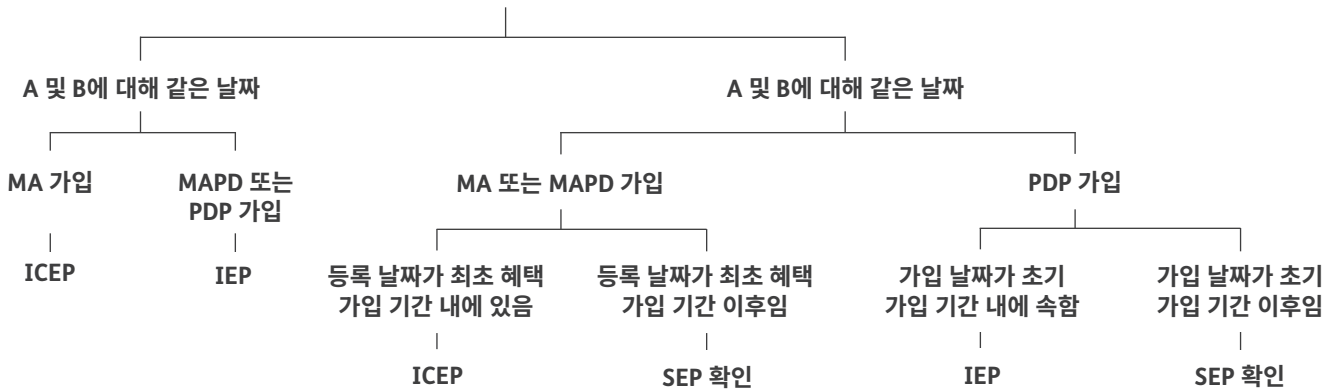 A 및 B에 대해 같은 날짜
A 및 B에 대해 같은 날짜
MA 가입
MAPD 또는
PDP 가입
MA 또는 MAPD 가입
PDP 가입
ICEP
IEP
등록 날짜가 최초 혜택
가입 기간 내에 있음
등록 날짜가 최초 혜택
가입 기간 이후임
가입 날짜가 초기
가입 기간 내에 속함
가입 날짜가 초기
가입 기간 이후임
ICEP
SEP 확인
IEP
SEP 확인